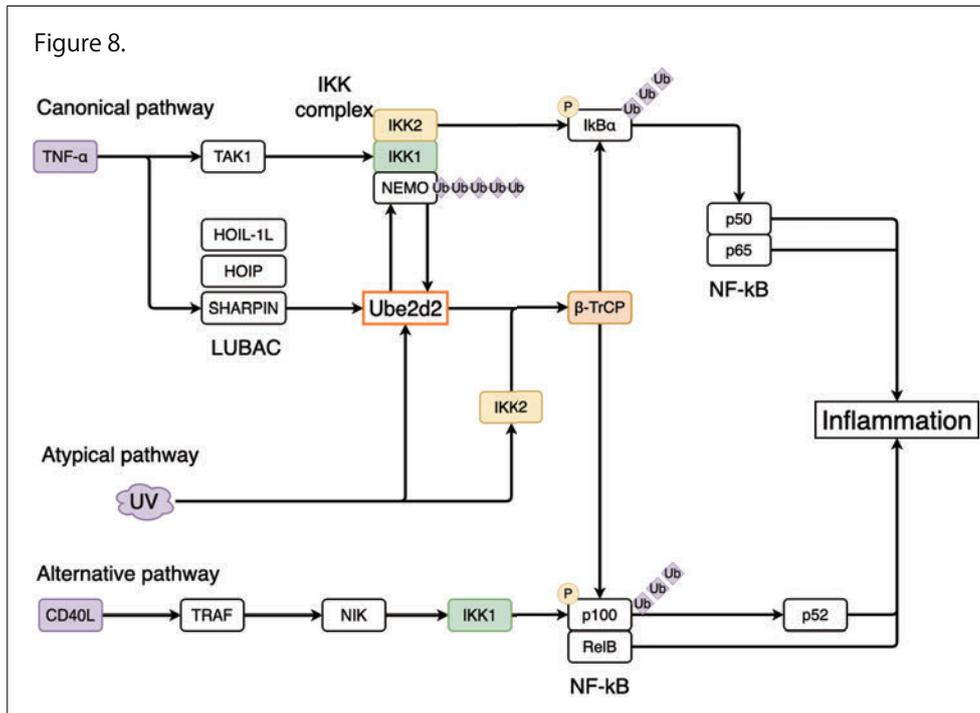 Figure 8.
IKK
complex
Canonical pathway
TNF-α
TAK1
IKK2
IKK1
NEMO
Ub Ub Ub Ub Ub
P
IkBα
Ub Ub Ub
HOIL-1L
HOIP
SHARPIN
LUBAC
Ube2d2
β-TrCP
p50
p65
NF-kB
IKK2
Inflammation
Atypical pathway
UV
Alternative pathway
CD40L
TRAF
NIK
IKK1
P
p100
RelB
Ub Ub Ub
p52
NF-kB